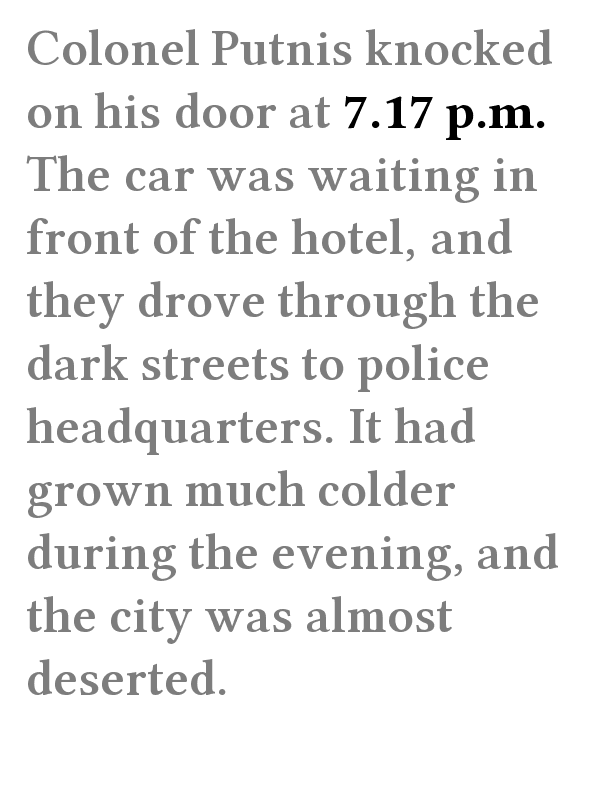 Colonel Putnis knocked
on his door at 7.17 p.m.
The car was waiting in
front of the hotel, and
they drove through the
dark streets to police
headquarters. It had
grown much colder
during the evening, and
the city was almost
deserted.